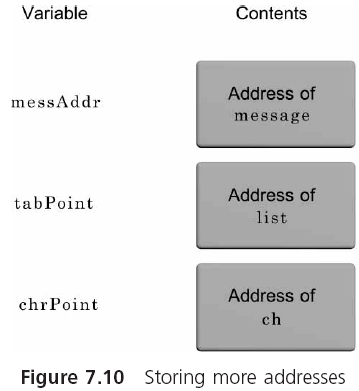 Variable Contents
messAddr
Address of
message
tabPoint
Address of
list
chrPoint
Address of
ch
Figure 7.10 Storing more addresses